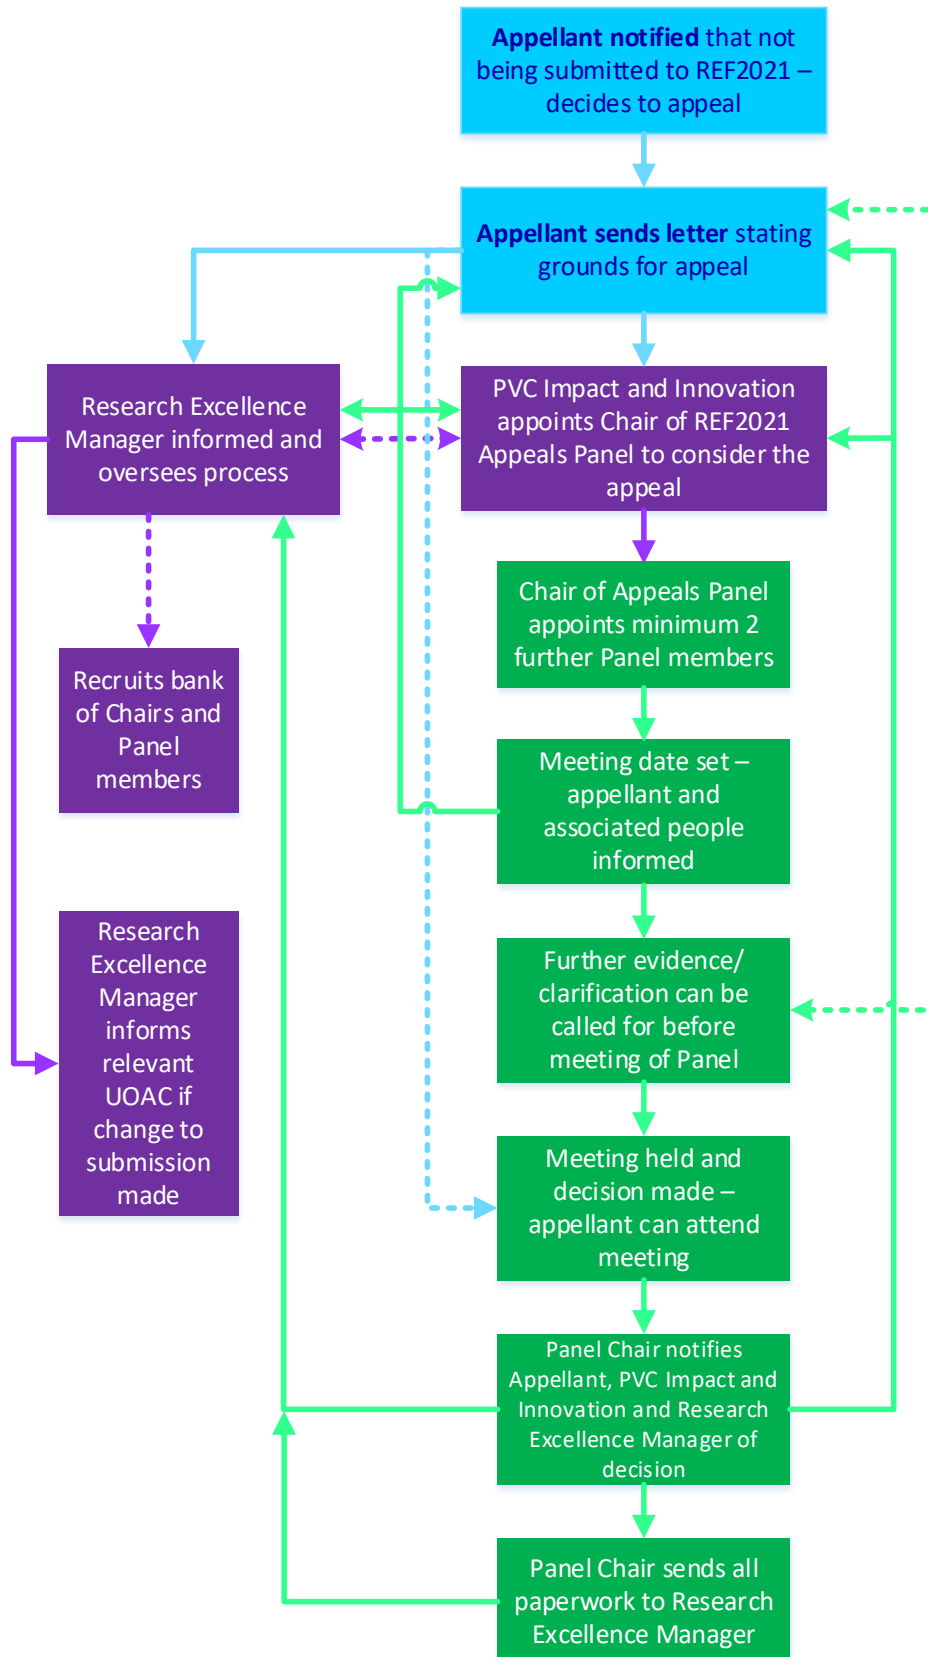 Appellant notified that not
being submitted to REF2021 –
decides to appeal
Appellant sends letter stating
grounds for appeal
Research Excellence
Manager informed and
oversees process
PVC Impact and Innovation
appoints Chair of REF2021
Appeals Panel to consider the
appeal
Chair of Appeals Panel
appoints minimum 2
further Panel members
Recruits bank
of Chairs and
Panel
members
Meeting date set –
appellant and
associated people
informed
Research
Excellence
Manager
informs
relevant
UOAC if
change to
submission
made
Further evidence/
clarification can be
called for before
meeting of Panel
Meeting held and
decision made –
appellant can attend
meeting
Panel Chair notifies
Appellant, PVC Impact and
Innovation and Research
Excellence Manager of
decision
Panel Chair sends all
paperwork to Research
Excellence Manager